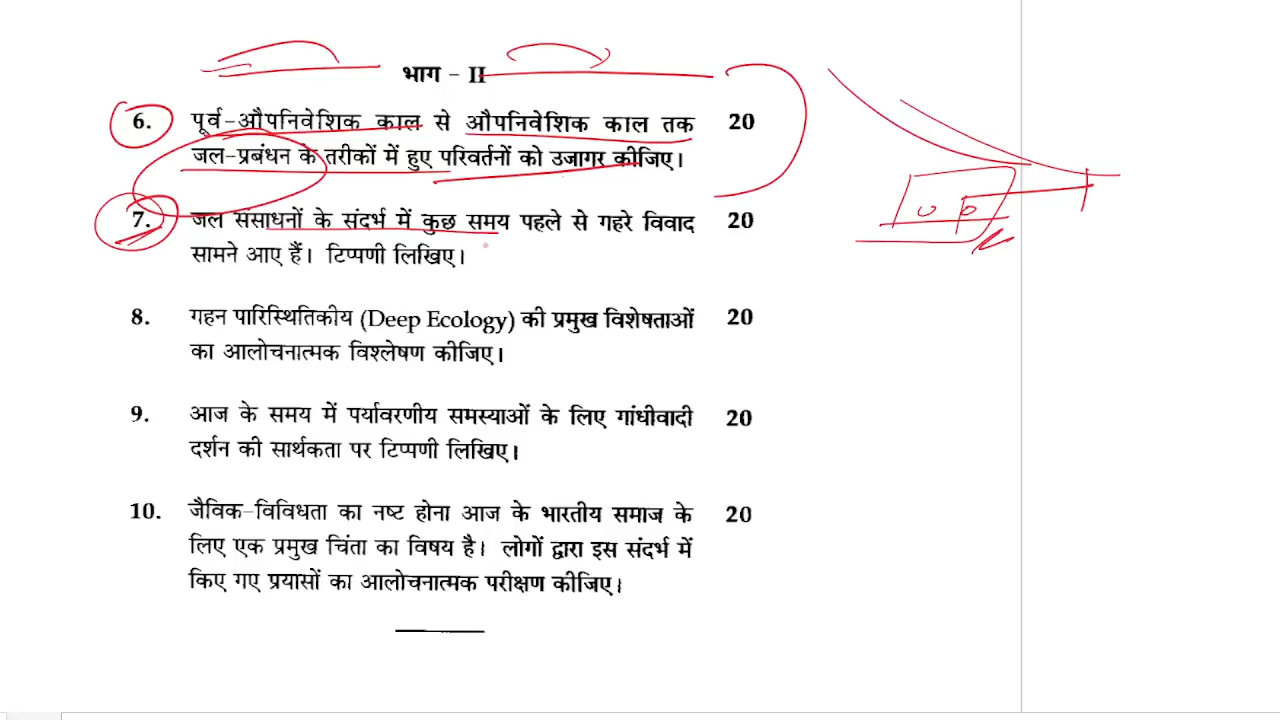 भाग - II
6. पूर्व-औपनिवेशिक काल से औपनिवेशिक काल तक 20
जल-प्रबंधन के तरीकों में हुए परिवर्तनों को उजागर कीजिए।
7. जल संसाधनों के संदर्भ में कुछ समय पहले से गहरे विवाद 20
सामने आए हैं। टिप्पणी लिखिए।
8. गहन पारिस्थितिकीय (Deep Ecology) की प्रमुख विशेषताओं 20
का आलोचनात्मक विश्लेषण कीजिए।
9. आज के समय में पर्यावरणीय समस्याओं के लिए गांधीवादी 20
दर्शन की सार्थकता पर टिप्पणी लिखिए।
10. जैविक-विविधता का नष्ट होना आज के भारतीय समाज के 20
लिए एक प्रमुख चिंता का विषय है। लोगों द्वारा इस संदर्भ में
किए गए प्रयासों का आलोचनात्मक परीक्षण कीजिए।